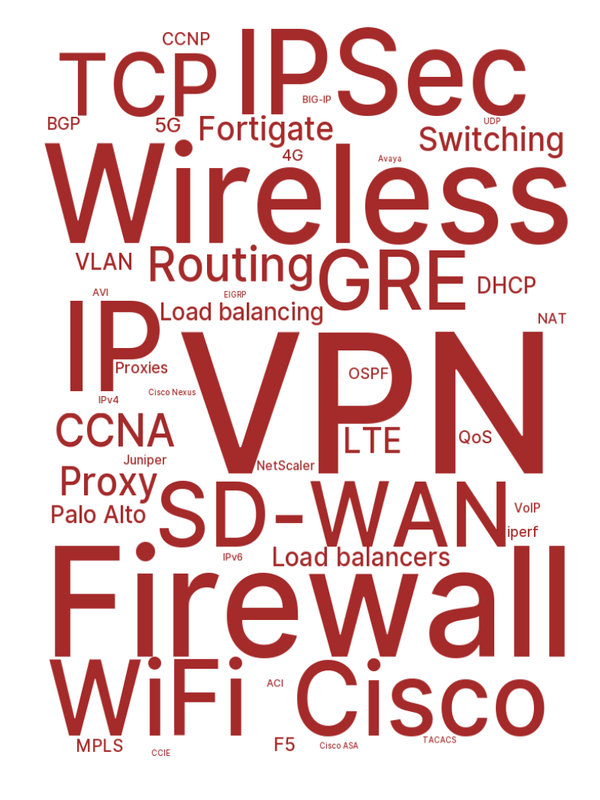 CCNP
TCP
IPSec
BIG-IP
BGP
5G
Fortigate
UDP
Switching
4G
Avaya
Wireless
VLAN
Routing
GRE
DHCP
AVI
EIGRP
Load balancing
NAT
IP
Proxies
VPN
OSPF
Cisco Nexus
IPv4
CCNA
LTE
QoS
Juniper
NetScaler
Proxy
Palo Alto
SD-WAN
VoIP
iperf
IPv6
Load balancers
Firewall
WiFi
ACI
Cisco
MPLS
CCIE
F5
Cisco ASA
TACACS